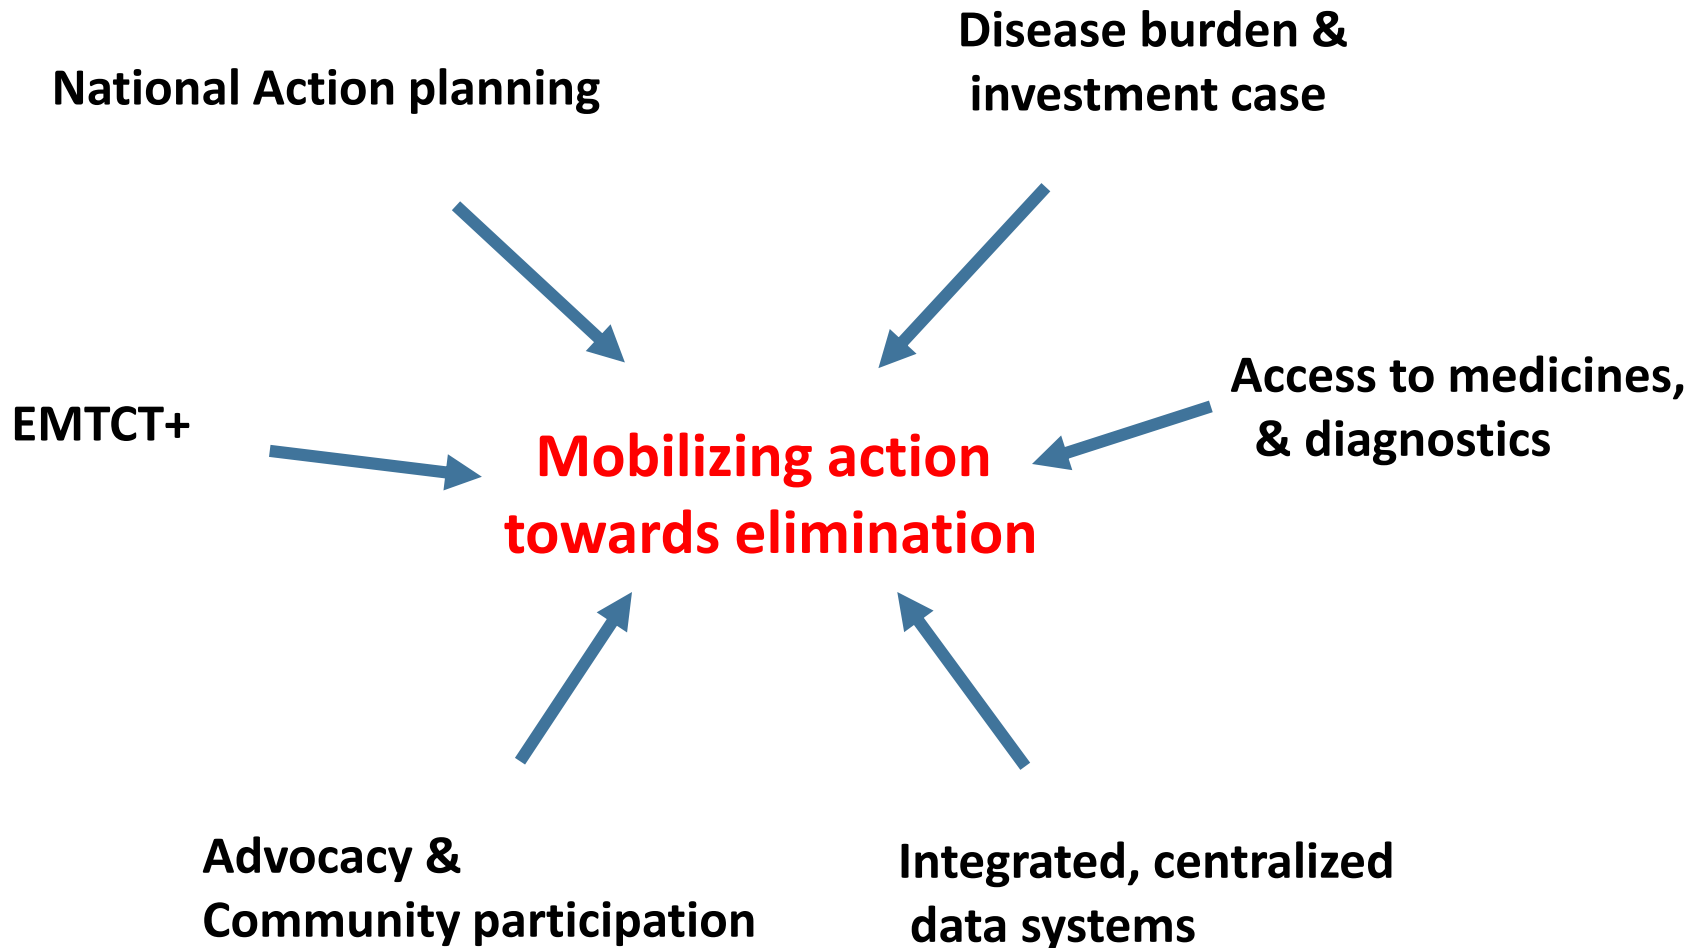 National Action planning
Disease burden &
investment case
EMTCT+
Access to medicines,
& diagnostics
Mobilizing action
towards elimination
Advocacy &
Community participation
Integrated, centralized
data systems